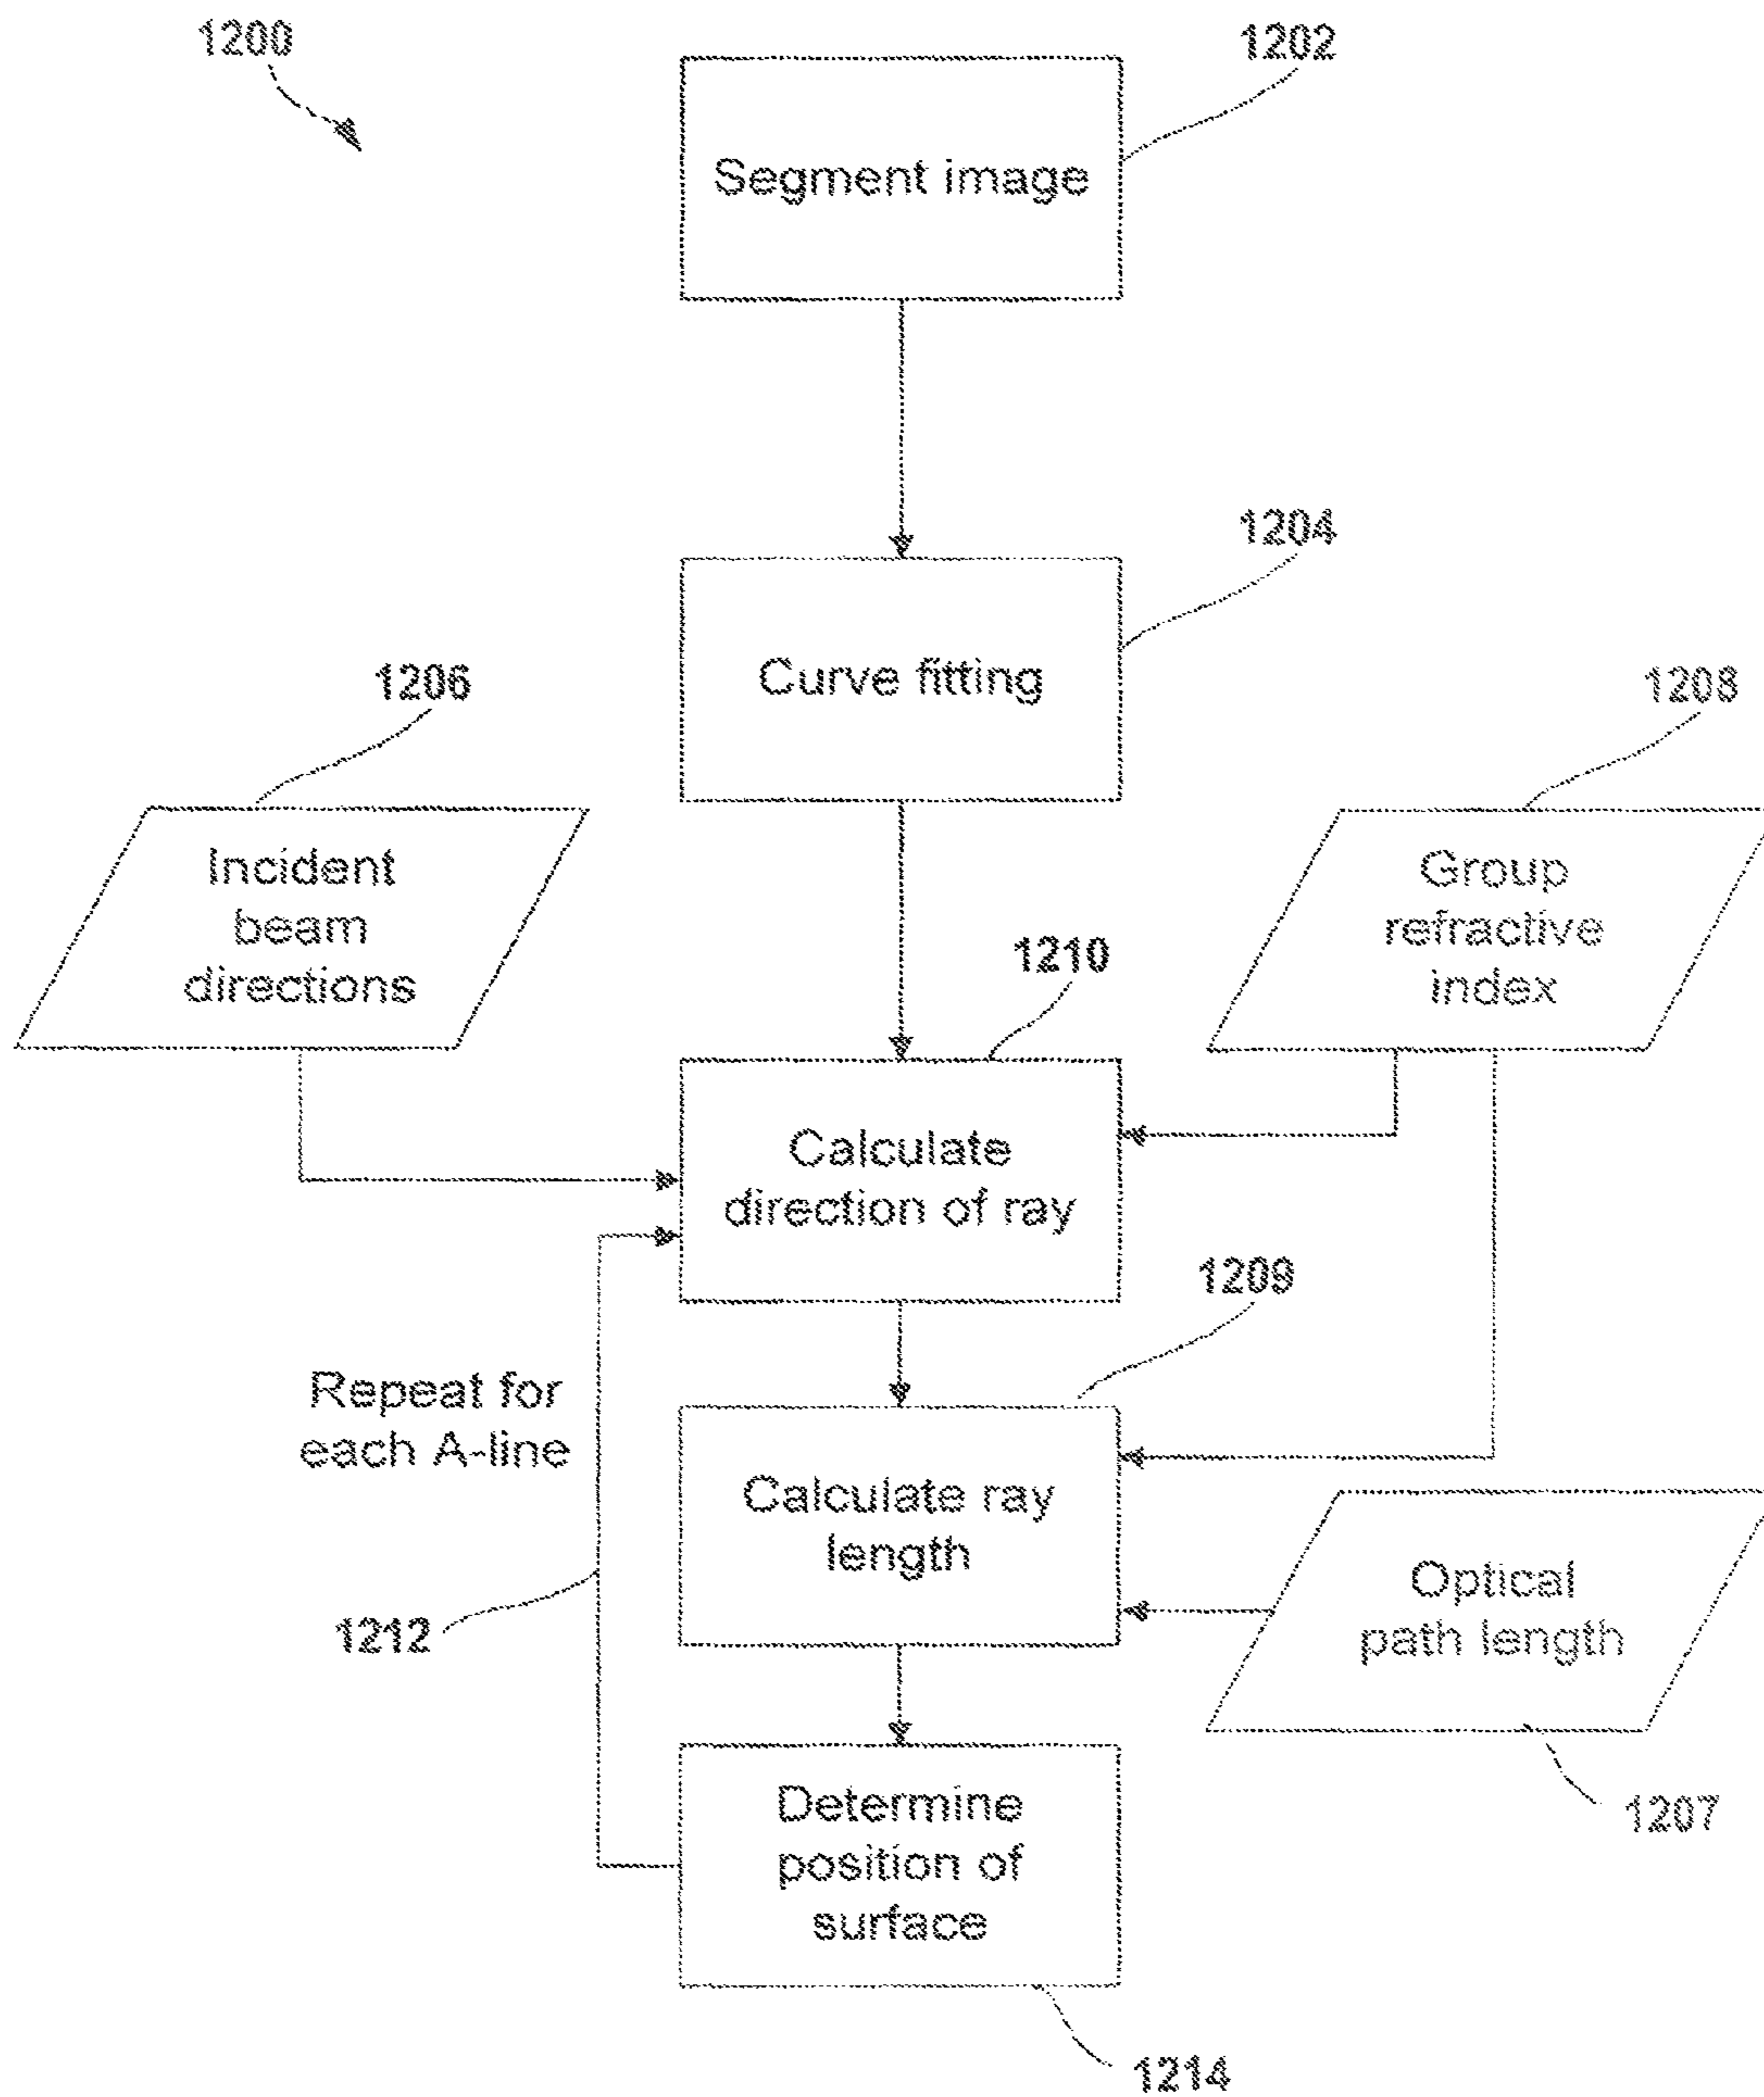 1200
1202
Segment image
1204
Curve fitting
1206
1208
Incident
beam
directions
Group
refractive
index
1210
Calculate
direction of ray
1209
Repeat for
each A-line
Calculate ray
length
Optical
path length
1212
1207
Determine
position of
surface
1214